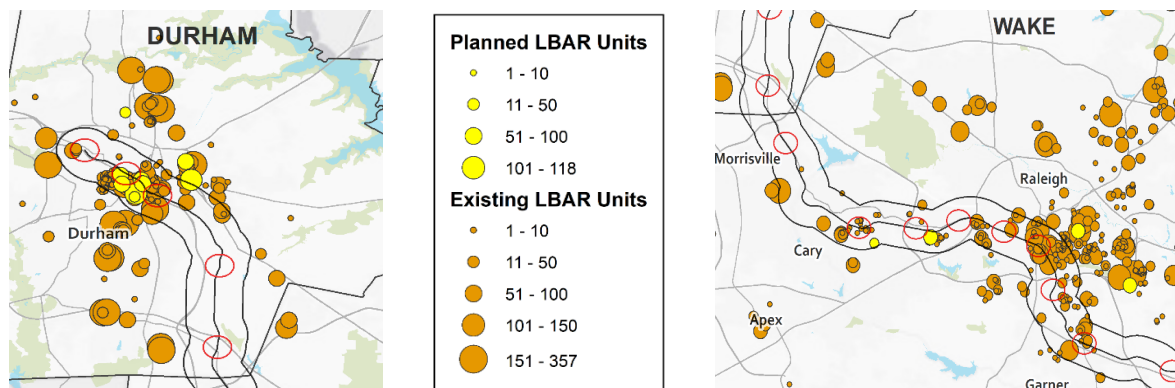 DURHAM
Durham
Planned LBAR Units
1 - 10
11 - 50
51 - 100
101 - 118
Existing LBAR Units
1 - 10
11 - 50
51 - 100
101 - 150
151 - 357
WAKE
Morrisville
Raleigh
Cary
Apex
Garner